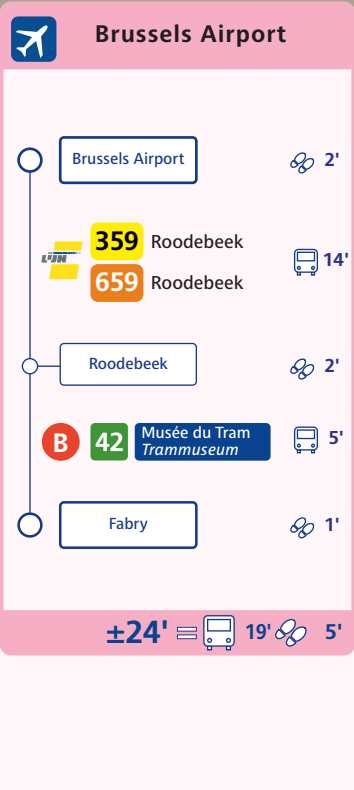 Brussels Airport
Brussels Airport 2'
359 Roodebeek
LIJN 14'
659 Roodebeek
Roodebeek 2'
B 42 Musée du Tram 5'
Trammuseum
Fabry 1'
±24' = 19' 5'